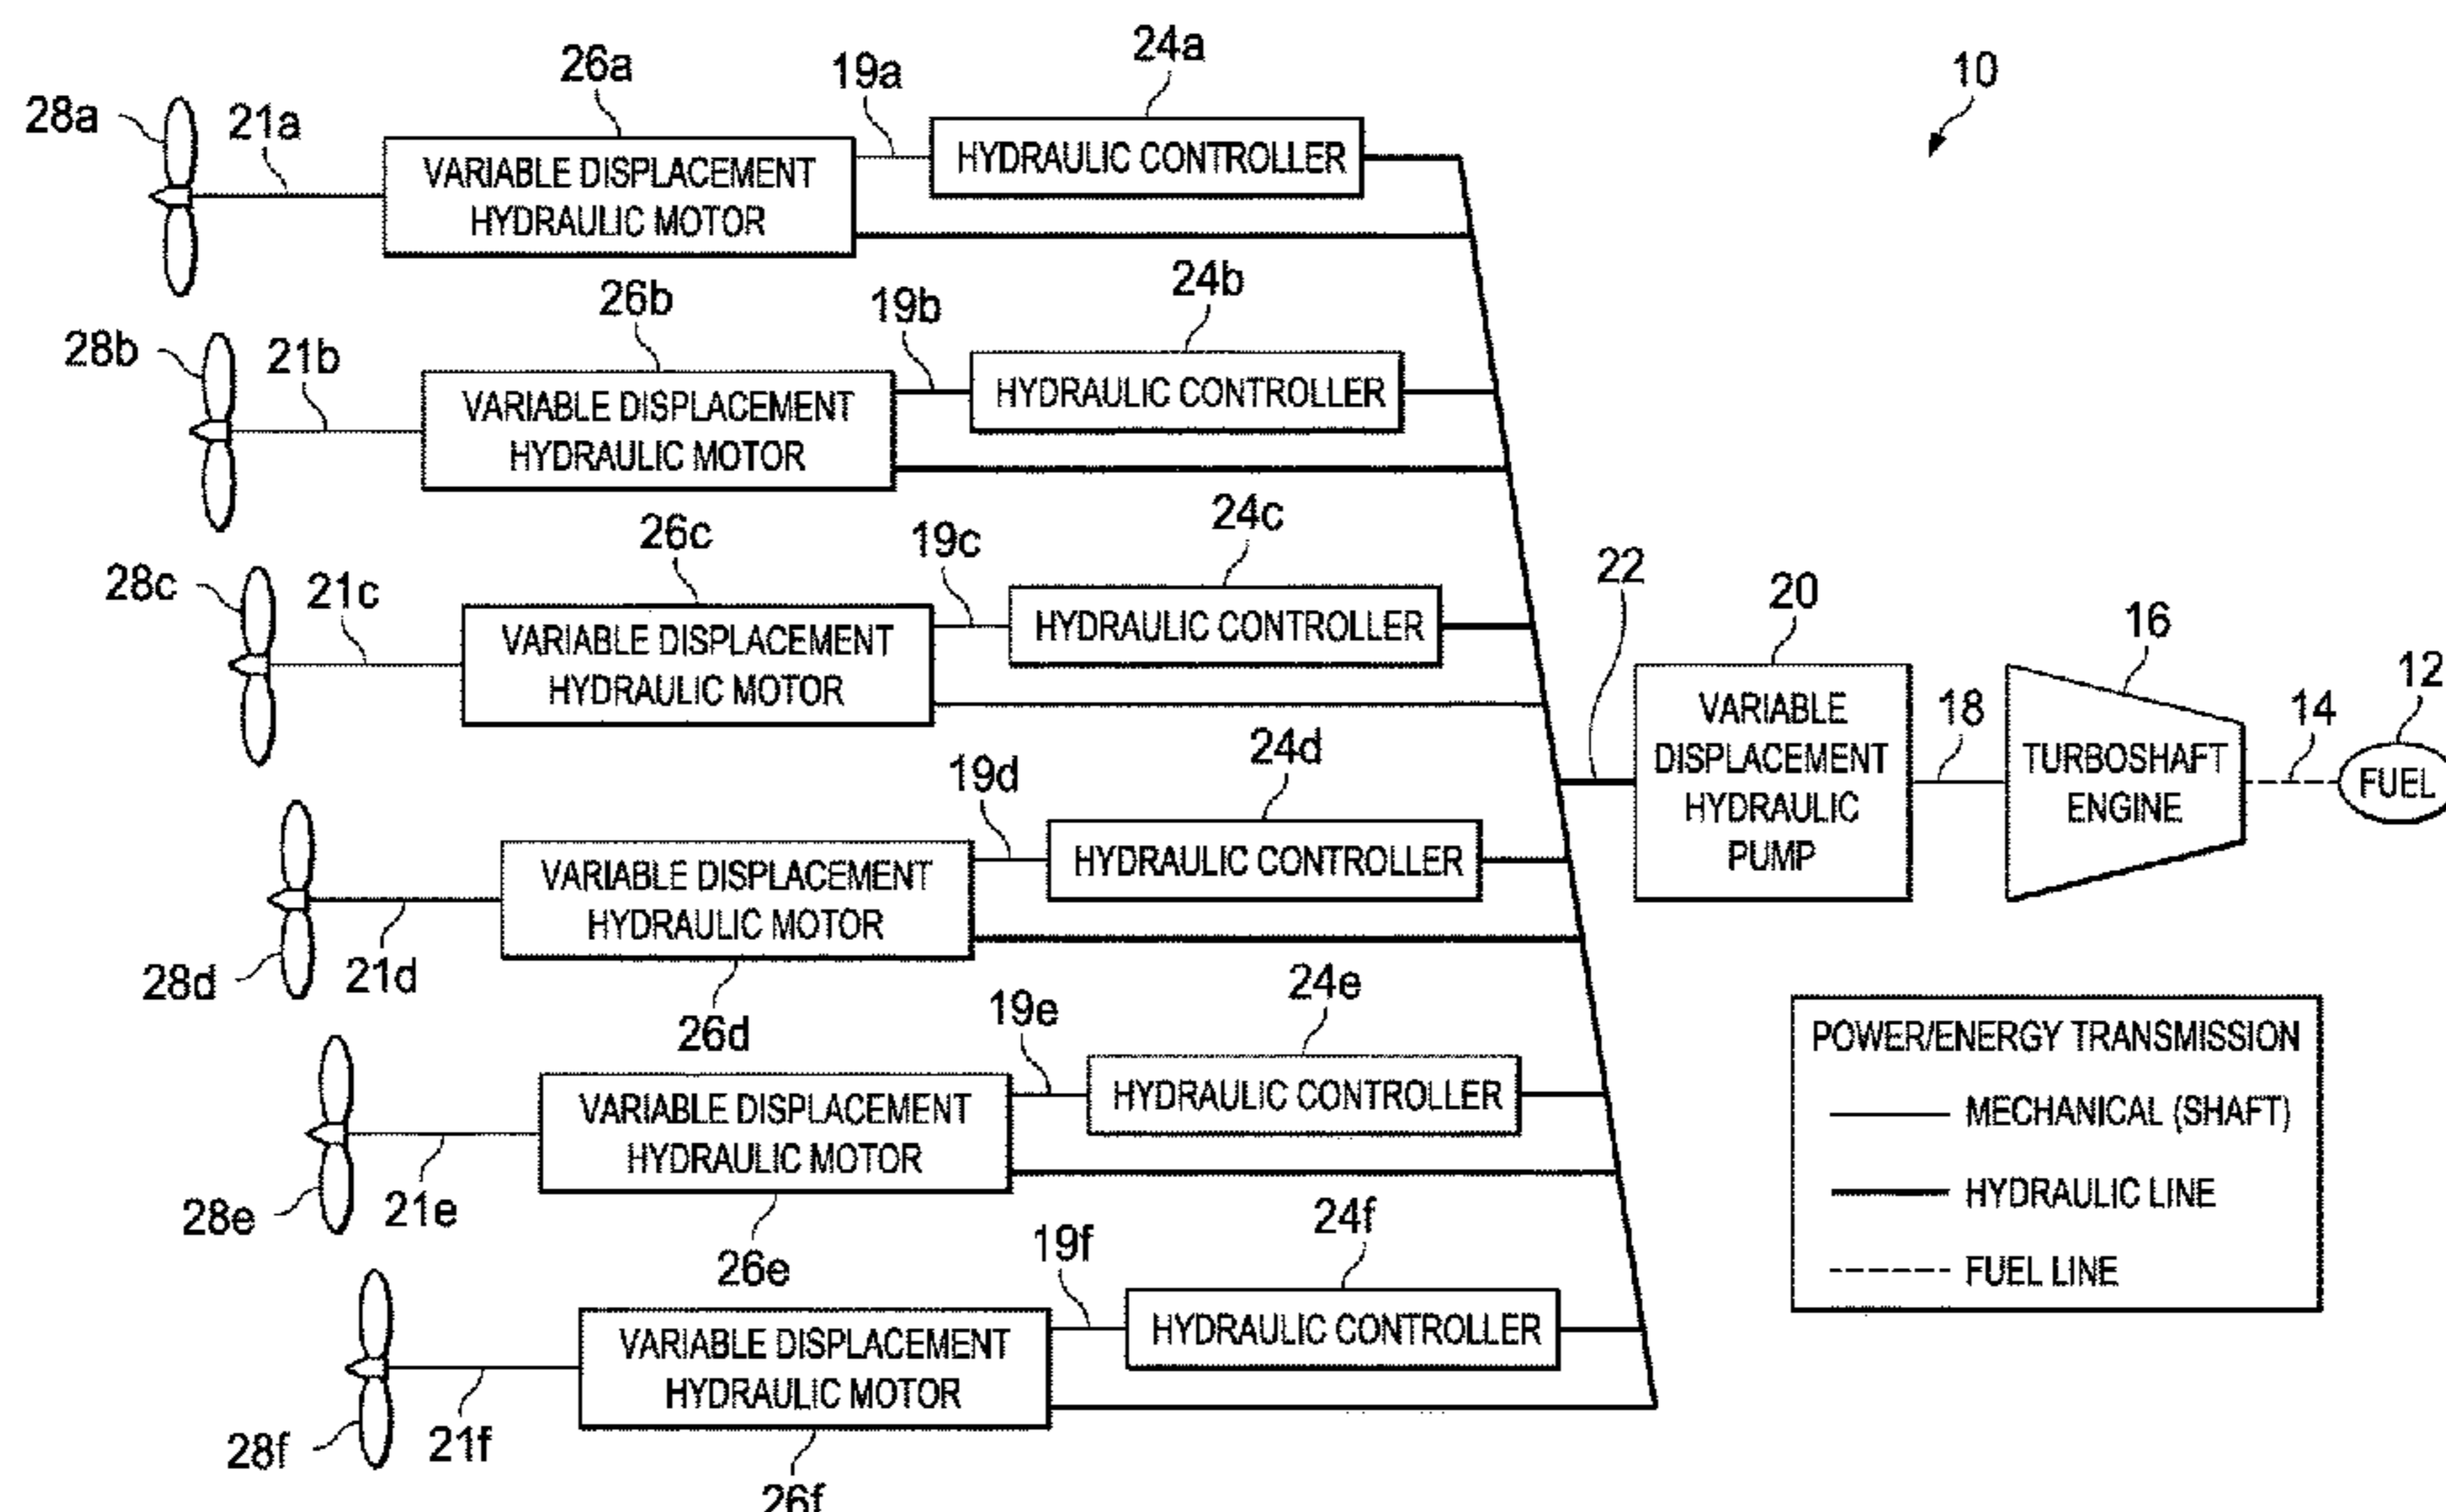 24a
26a
19a
10
28a
21a
HYDRAULIC CONTROLLER
VARIABLE DISPLACEMENT
HYDRAULIC MOTOR
24b
26b
19b
28b
21b
HYDRAULIC CONTROLLER
VARIABLE DISPLACEMENT
HYDRAULIC MOTOR
24c
26c
19c
28c
21c
HYDRAULIC CONTROLLER
VARIABLE DISPLACEMENT
HYDRAULIC MOTOR
22
20
16
12
VARIABLE
DISPLACEMENT
HYDRAULIC
PUMP
18
TURBOSHAFT
ENGINE
14
FUEL
24d
19d
HYDRAULIC CONTROLLER
VARIABLE DISPLACEMENT
HYDRAULIC MOTOR
28d
21d
26d
24e
19e
HYDRAULIC CONTROLLER
VARIABLE DISPLACEMENT
HYDRAULIC MOTOR
28e
21e
26e
24f
19f
HYDRAULIC CONTROLLER
VARIABLE DISPLACEMENT
HYDRAULIC MOTOR
28f
21f
26f
POWER/ENERGY TRANSMISSION
MECHANICAL (SHAFT)
HYDRAULIC LINE
FUEL LINE